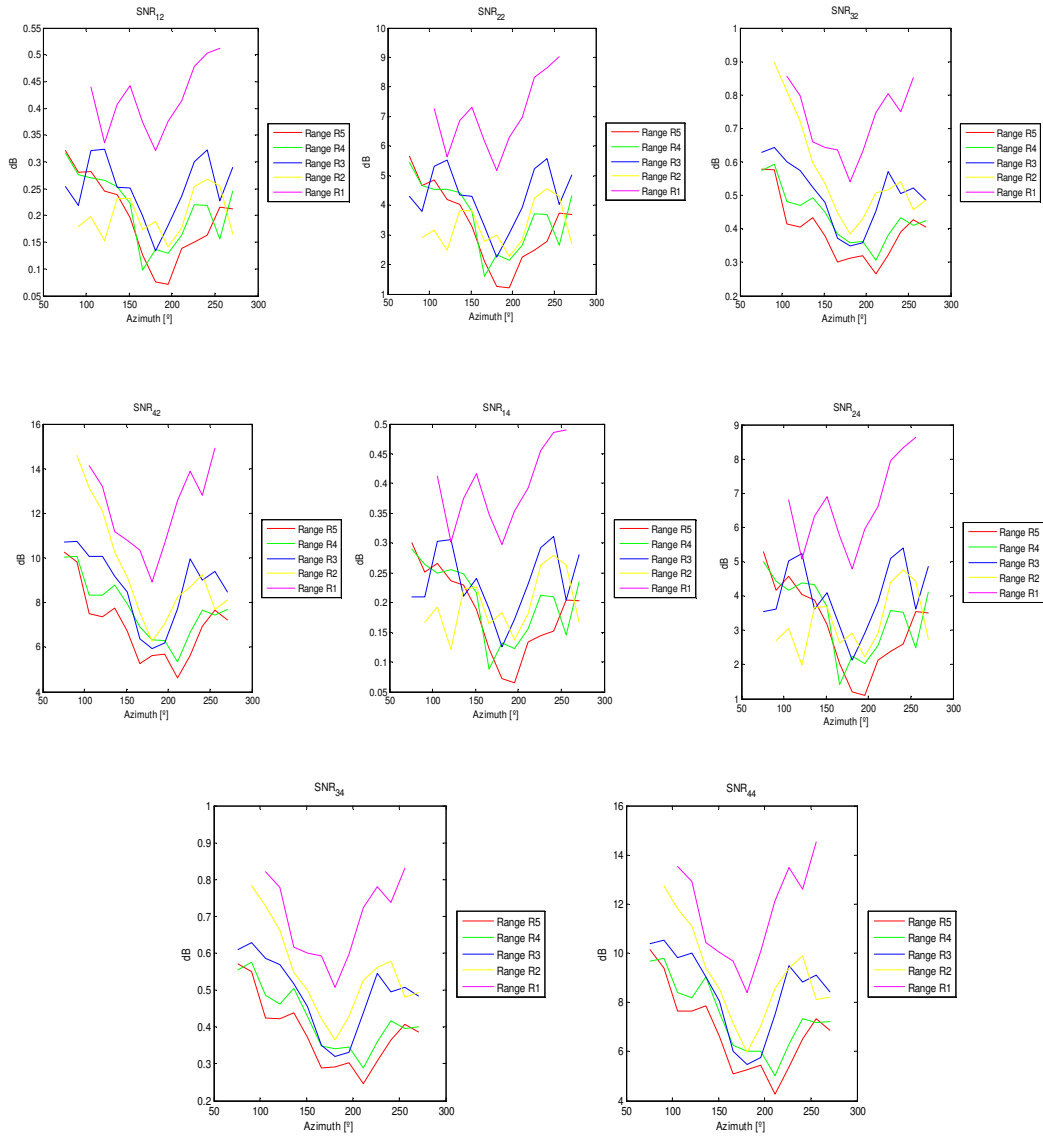 SNR12
dB
0.55
0.5
0.45
0.4
0.35
0.3
0.25
0.2
0.15
0.1
0.05
50 100 150 200 250 300
Azimuth [º]
Range R5
Range R4
Range R3
Range R2
Range R1
SNR22
dB
10
9
8
7
6
5
4
3
2
1
50 100 150 200 250 300
Azimuth [º]
Range R5
Range R4
Range R3
Range R2
Range R1
SNR32
dB
1
0.9
0.8
0.7
0.6
0.5
0.4
0.3
0.2
50 100 150 200 250 300
Azimuth [º]
Range R5
Range R4
Range R3
Range R2
Range R1
SNR42
dB
16
14
12
10
8
6
4
50 100 150 200 250 300
Azimuth [º]
Range R5
Range R4
Range R3
Range R2
Range R1
SNR14
dB
0.5
0.45
0.4
0.35
0.3
0.25
0.2
0.15
0.1
0.05
50 100 150 200 250 300
Azimuth [º]
Range R5
Range R4
Range R3
Range R2
Range R1
SNR24
dB
9
8
7
6
5
4
3
2
1
50 100 150 200 250 300
Azimuth [º]
Range R5
Range R4
Range R3
Range R2
Range R1
SNR34
dB
1
0.9
0.8
0.7
0.6
0.5
0.4
0.3
0.2
50 100 150 200 250 300
Azimuth [º]
Range R5
Range R4
Range R3
Range R2
Range R1
SNR44
dB
16
14
12
10
8
6
4
50 100 150 200 250 300
Azimuth [º]
Range R5
Range R4
Range R3
Range R2
Range R1